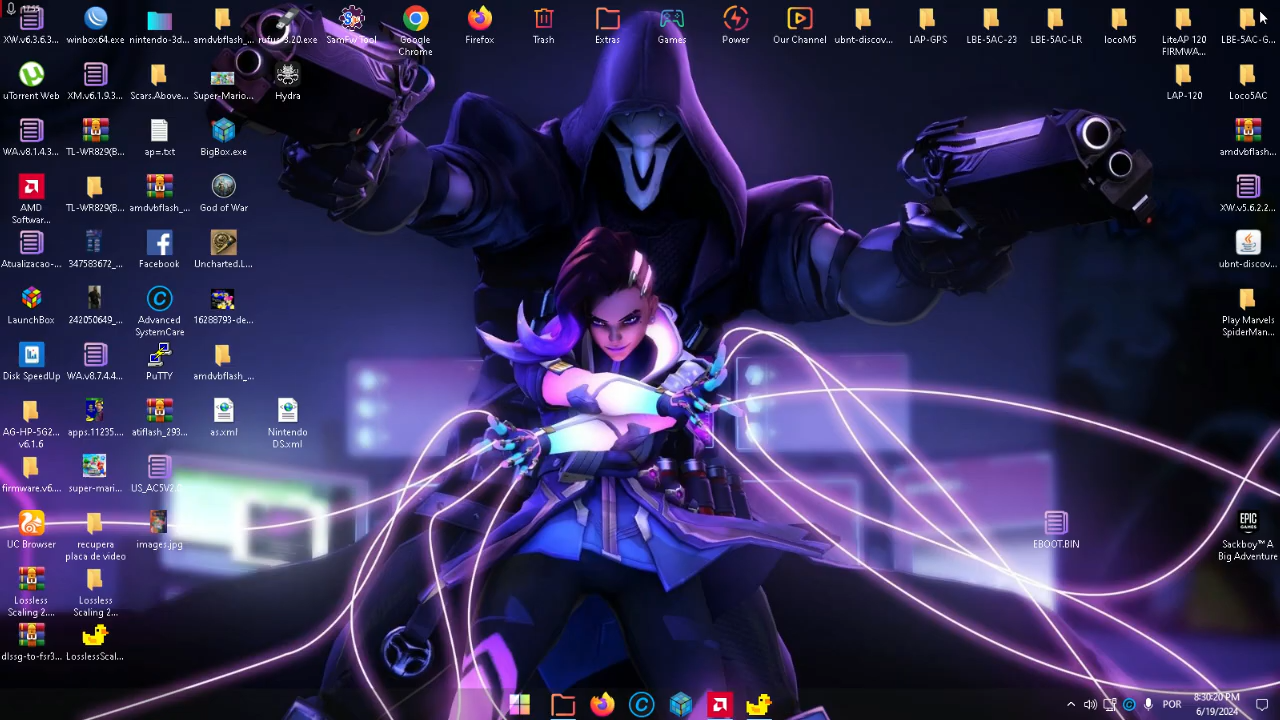 XW.v6.3.6.3...
winbox64.exe
nintendo-3d...
amdvbflash_...
rufus-3.20.exe
SamFw Tool
Google
Chrome
Firefox
Trash
Extras
Games
Power
Our Channel
ubnt-discov...
LAP-GPS
LBE-5AC-23
LBE-5AC-LR
locoM5
LiteAP 120
FIRMWA...
LBE-5AC-G...
uTorrent Web
XM.v6.1.9.3...
Scars.Above...
Super-Mario...
Hydra
LAP-120
Loco5AC
WA.v8.1.4.3...
TL-WR829(B...
ap=.txt
BigBox.exe
amdvbflash...
AMD
Softwar...
TL-WR829(B...
amdvbflash_...
God of War
XW.v5.6.2.2...
Atualizacao-...
347583672_...
Facebook
Uncharted.L...
ubnt-discov...
LaunchBox
242050649_...
Advanced
SystemCare
16288793-de...
Play Marvels
SpiderMan...
Disk SpeedUp
WA.v8.7.4.4...
PuTTY
amdvbflash_...
AG-HP-5G2...
v6.1.6
apps.11235...
atiflash_293...
as.xml
Nintendo
DS.xml
firmware.v6...
super-mari...
US_AC5V2.0...
UC Browser
recupera
placa de video
images.jpg
EBOOT.BIN
EPIC
GAMES
Sackboy™ A
Big Adventure
Lossless
Scaling 2...
Lossless
Scaling 2...
dlssg-to-fsr3...
LosslessScal...
POR
8:30:20 PM
6/19/2024